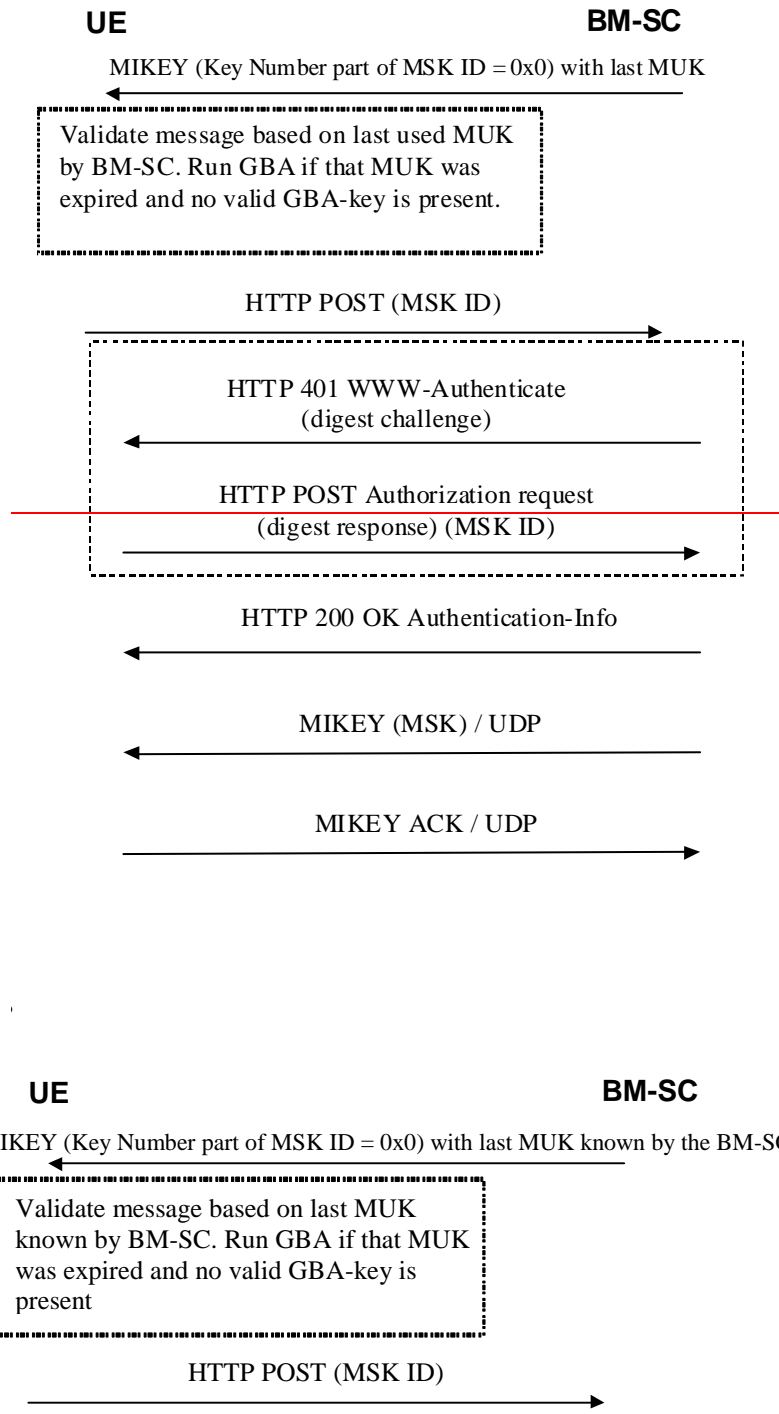 UE BM-SC
MIKEY (Key Number part of MSK ID = 0x0) with last MUK
Validate message based on last used MUK
by BM-SC. Run GBA if that MUK was
expired and no valid GBA-key is present.
HTTP POST (MSK ID)
HTTP 401 WWW-Authenticate
(digest challenge)
HTTP POST Authorization request
(digest response) (MSK ID)
HTTP 200 OK Authentication-Info
MIKEY (MSK) / UDP
MIKEY ACK / UDP
UE BM-SC
IKEY (Key Number part of MSK ID = 0x0) with last MUK known by the BM-S
Validate message based on last MUK
known by BM-SC. Run GBA if that MUK
was expired and no valid GBA-key is
present
HTTP POST (MSK ID)